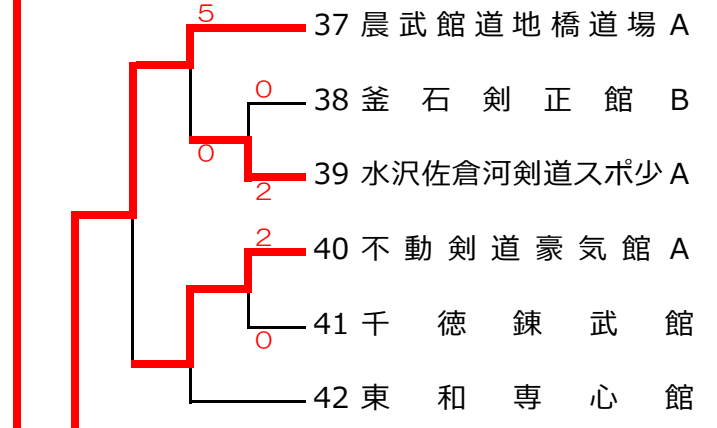 5
37 晨武館道地橋道場 A
0
38 釜石剣正館 B
0
39 水沢佐倉河剣道スポ少 A
2
2
40 不動剣道豪気館 A
41 千徳錬武館
0
42 東和専心館